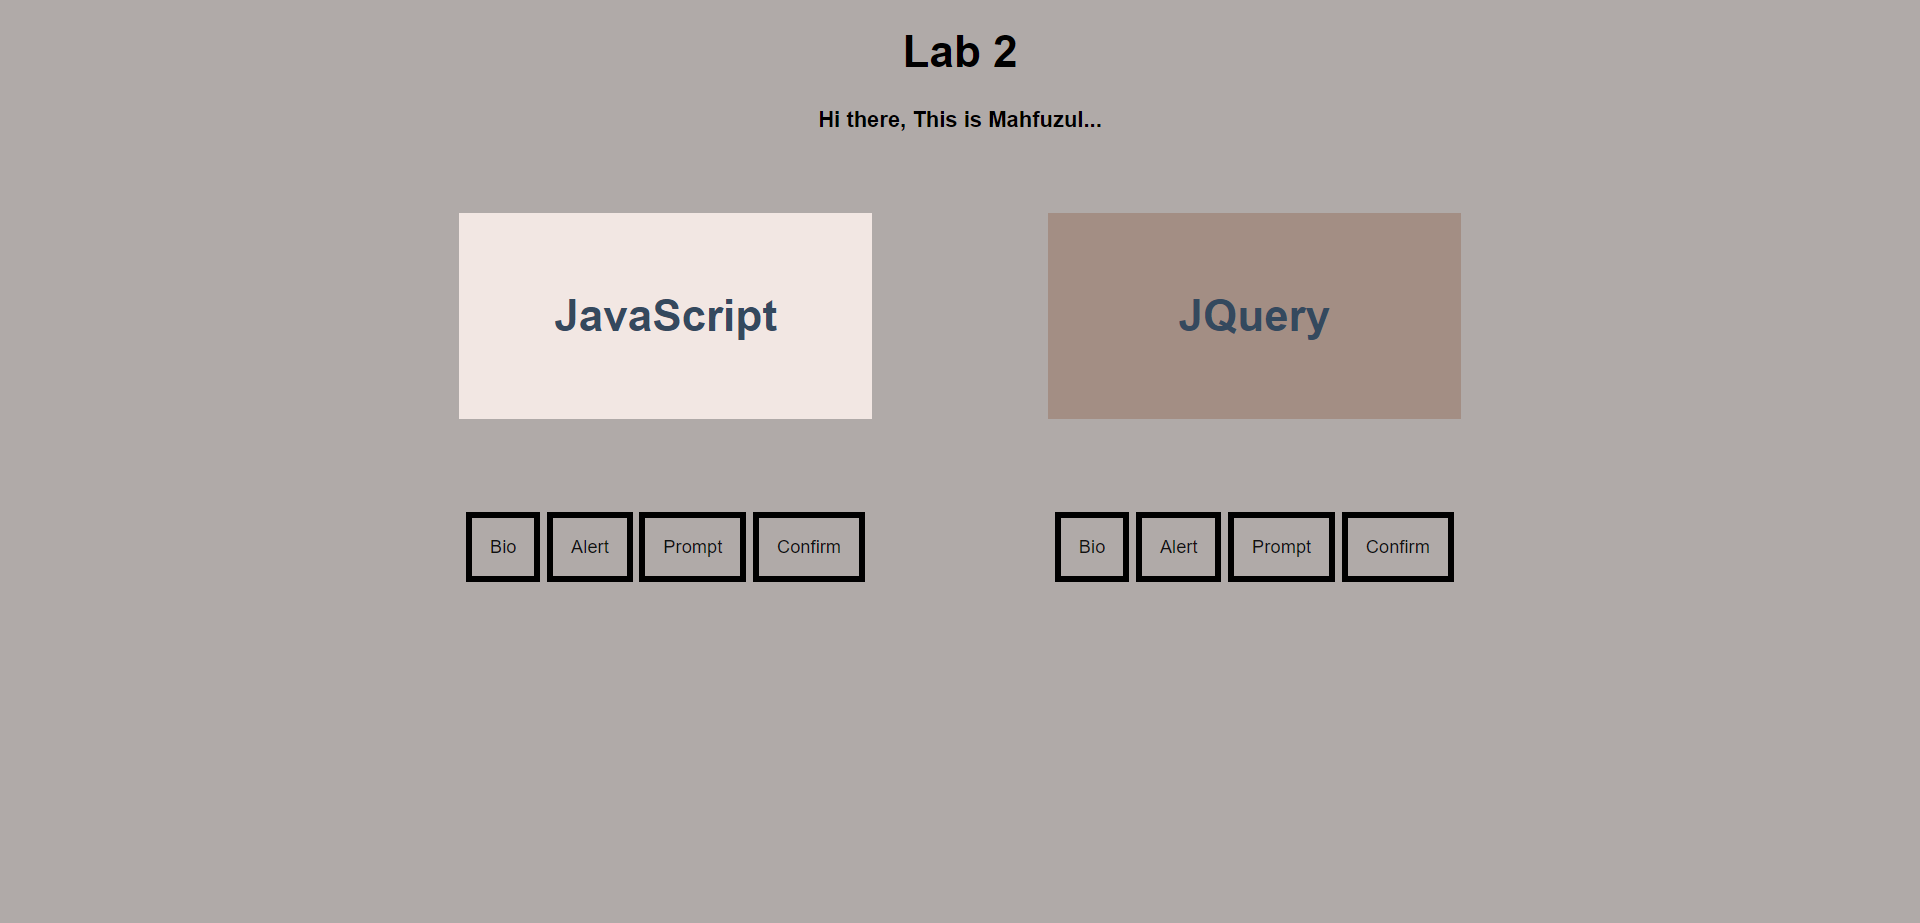 Lab 2
Hi there, This is Mahfuzul...
JavaScript
JQuery
Bio Alert Prompt Confirm
Bio Alert Prompt Confirm